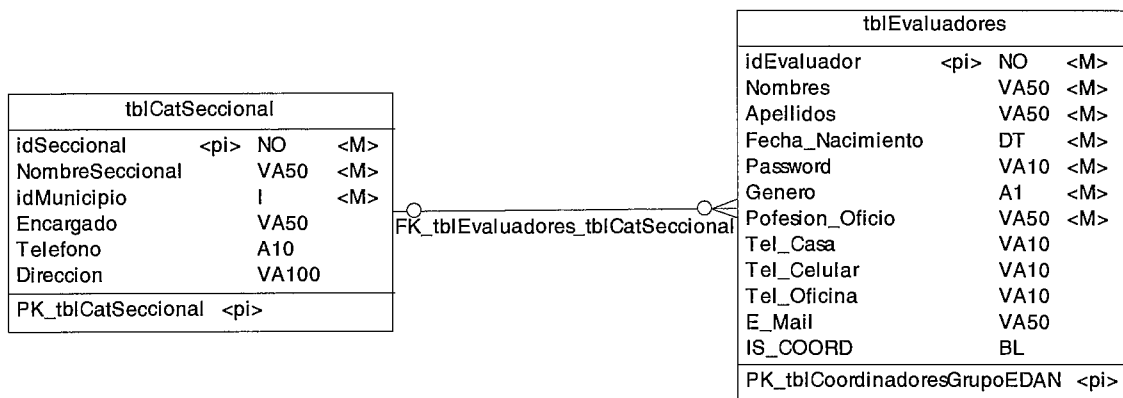 tblCatSeccional
idSeccional <pi> NO <M>
NombreSeccional VA50 <M>
idMunicipio I <M>
Encargado VA50
Telefono A10
Direccion VA100
PK_tblCatSeccional <pi>
FK_tblEvaluadores_tblCatSeccional
tblEvaluadores
idEvaluador <pi> NO <M>
Nombres VA50 <M>
Apellidos VA50 <M>
Fecha_Nacimiento DT <M>
Password VA10 <M>
Genero A1 <M>
Pofesion_Oficio VA50 <M>
Tel_Casa VA10
Tel_Celular VA10
Tel_Oficina VA10
E_Mail VA50
IS_COORD BL
PK_tblCoordinadoresGrupoEDAN <pi>